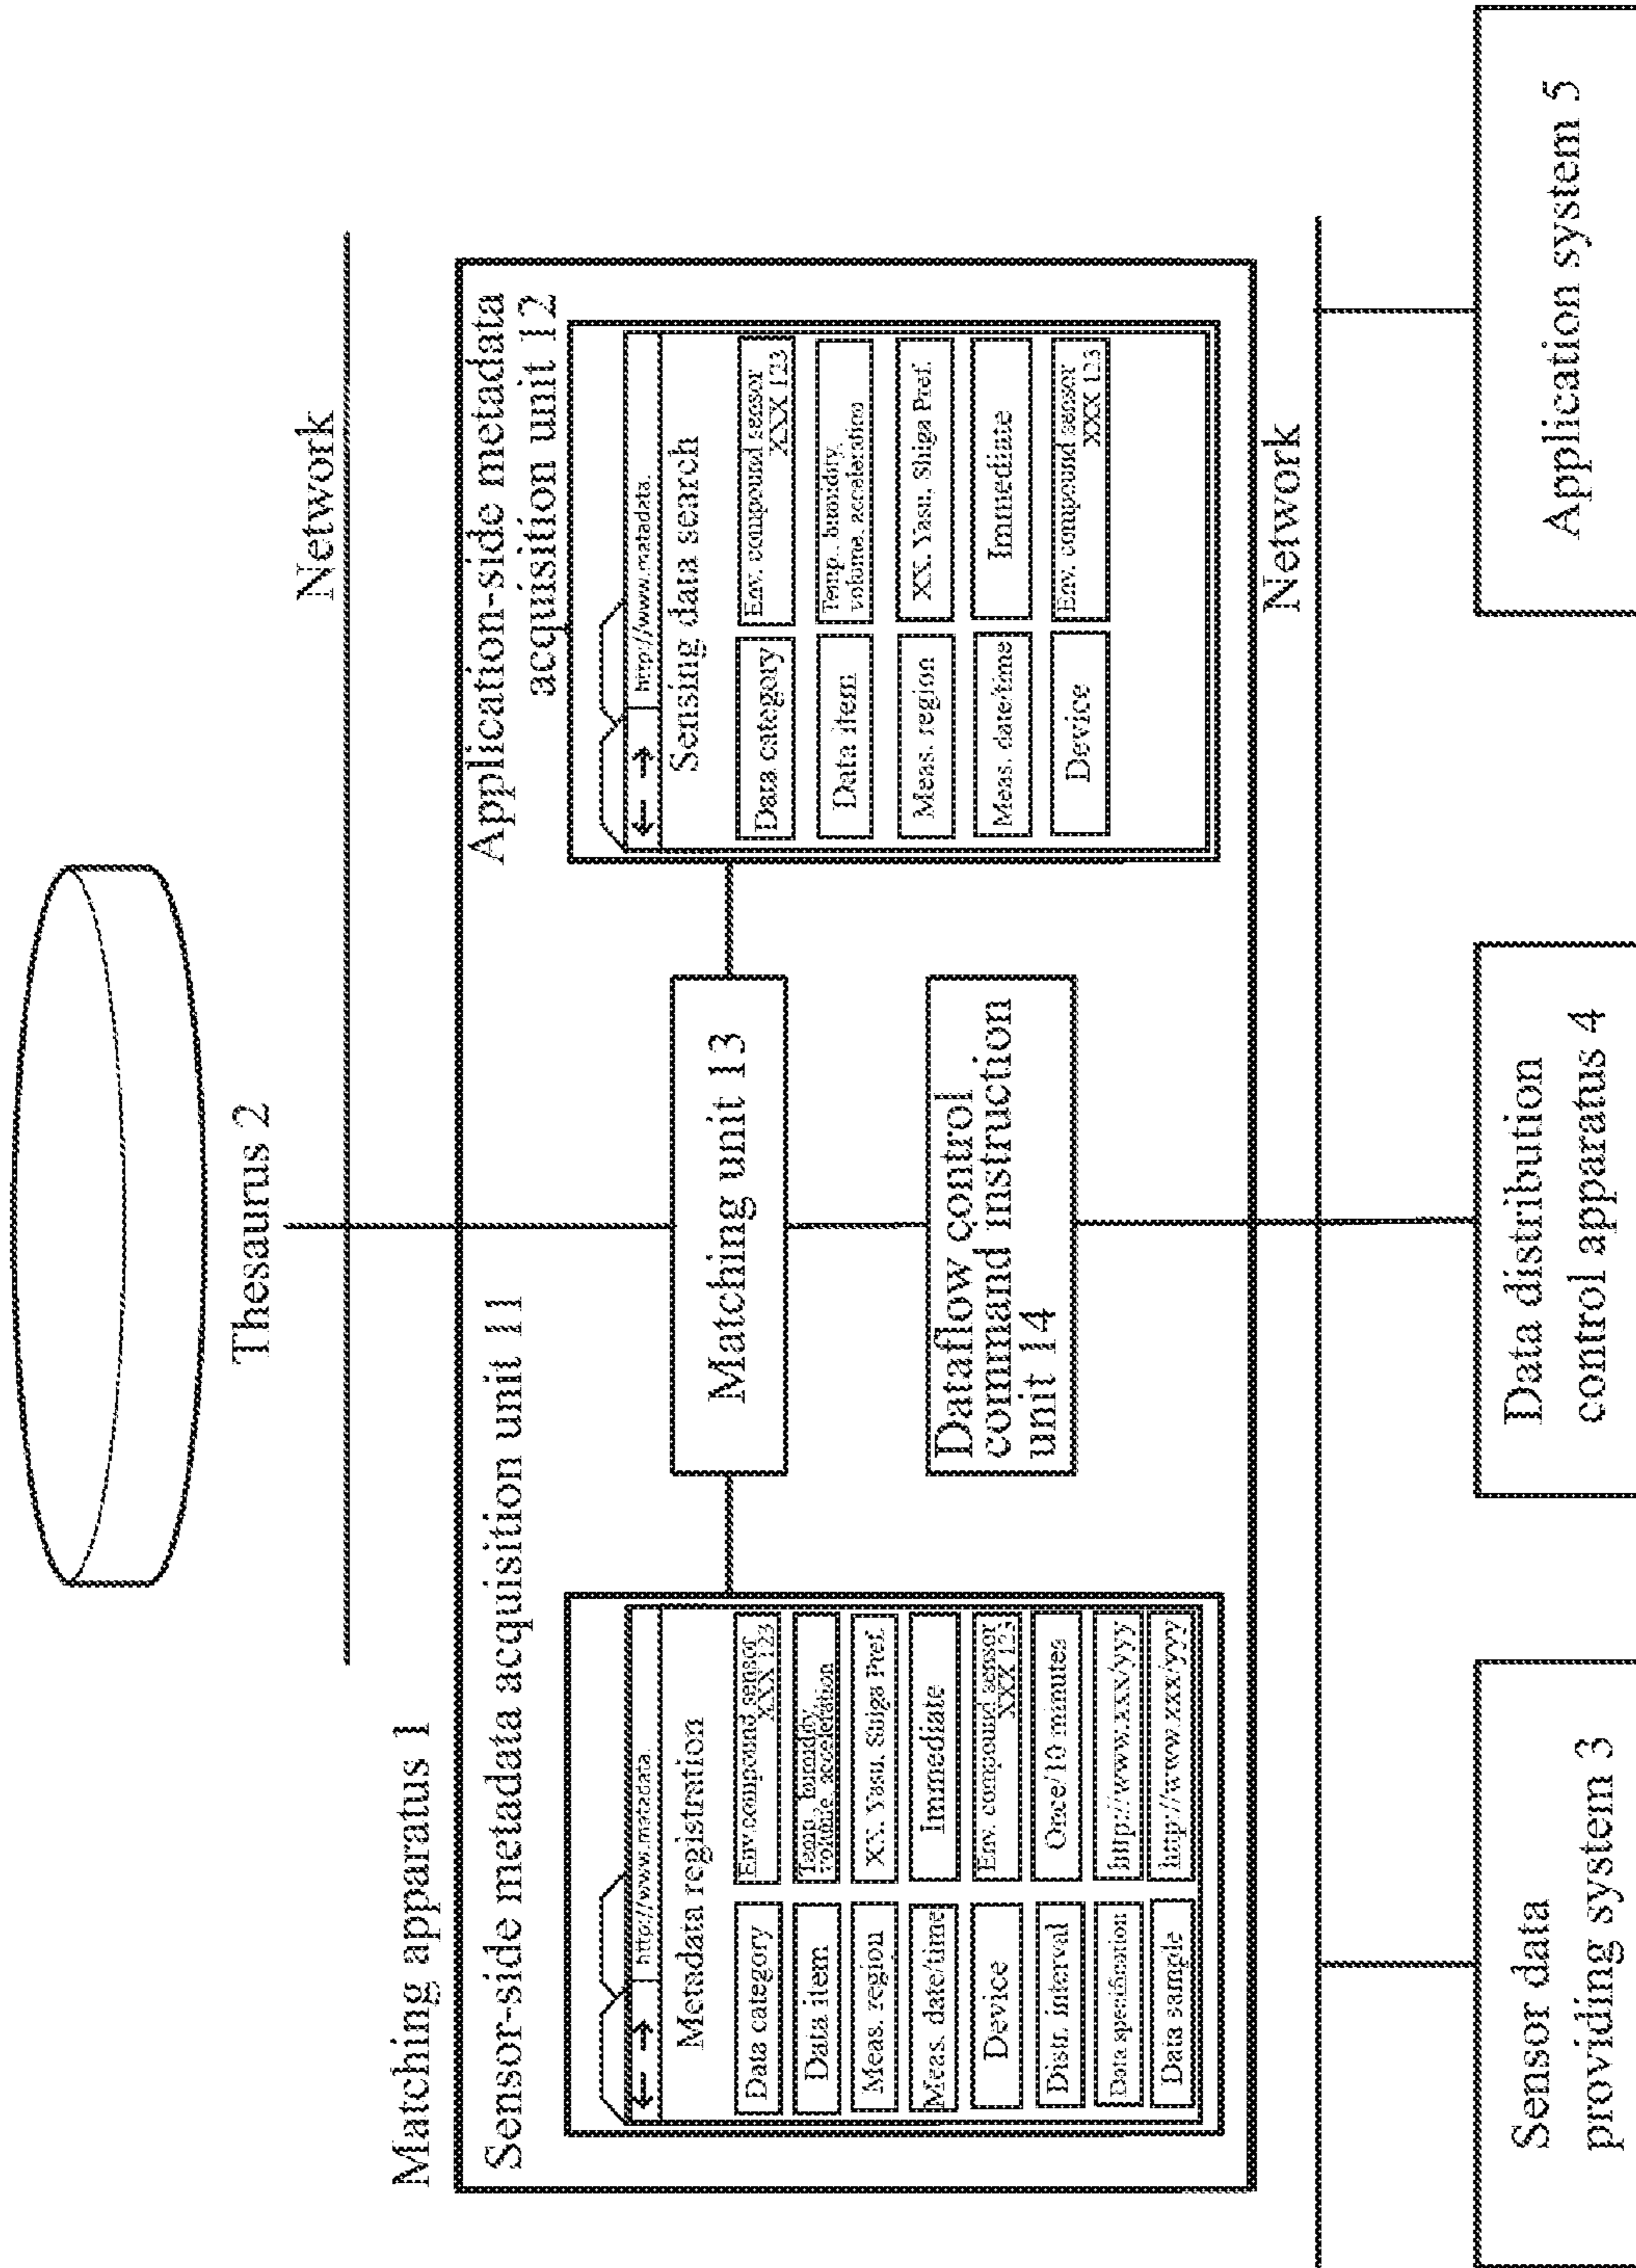 Thesaurus 2
Network
Matching apparatus 1
Sensor-side metadata acquisition unit 11
http://www.matadata.
Metadata registration
Data category
Env. compound sensor
XXX 123
Data item
Temp., humidity,
volume, acceleration
Meas. region
XX, Yasu, Shiga Pref.
Meas. date/time
Immediate
Device
Env. compound sensor
XXX 123
Distr. interval
Once/10 minutes
Data specification
http://www.xxx/yyy
Data sample
http://www.xxx/yyy
Matching unit 13
Dataflow control
command instruction
unit 14
Application-side metadata
acquisition unit 12
http://www.matadata.
Sensing data search
Data category
Env. compound sensor
XXX 123
Data item
Temp., humidity,
volume, acceleration
Meas. region
XX, Yasu, Shiga Pref.
Meas. date/time
Immediate
Device
Env. compound sensor
XXX 123
Network
Sensor data
providing system 3
Data distribution
control apparatus 4
Application system 5